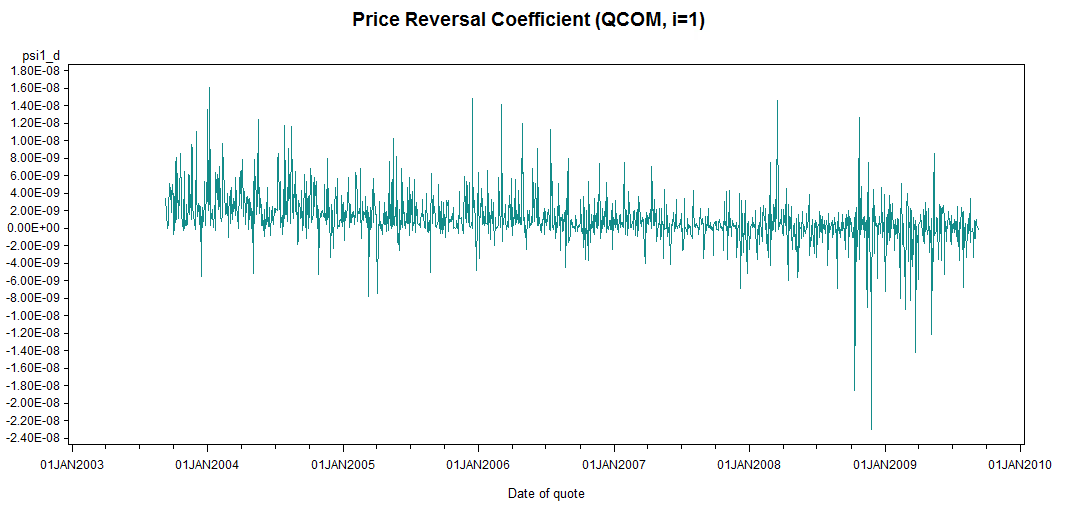 Price Reversal Coefficient (QCOM, i=1)
psi1_d
1.80E-08
1.60E-08
1.40E-08
1.20E-08
1.00E-08
8.00E-09
6.00E-09
4.00E-09
2.00E-09
0.00E+00
-2.00E-09
-4.00E-09
-6.00E-09
-8.00E-09
-1.00E-08
-1.20E-08
-1.40E-08
-1.60E-08
-1.80E-08
-2.00E-08
-2.20E-08
-2.40E-08
01JAN2003 01JAN2004 01JAN2005 01JAN2006 01JAN2007 01JAN2008 01JAN2009 01JAN2010
Date of quote